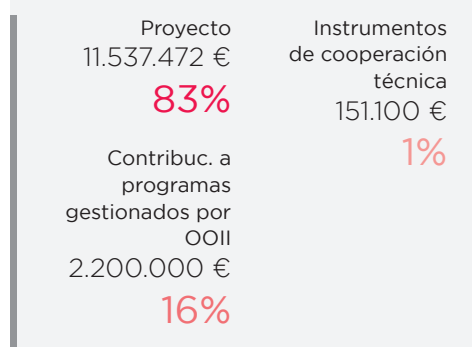 Proyecto
11.537.472 €
83%
Contribuc. a
programas
gestionados por
OOII
2.200.000 €
16%
Instrumentos
de cooperación
técnica
151.100 €
1%